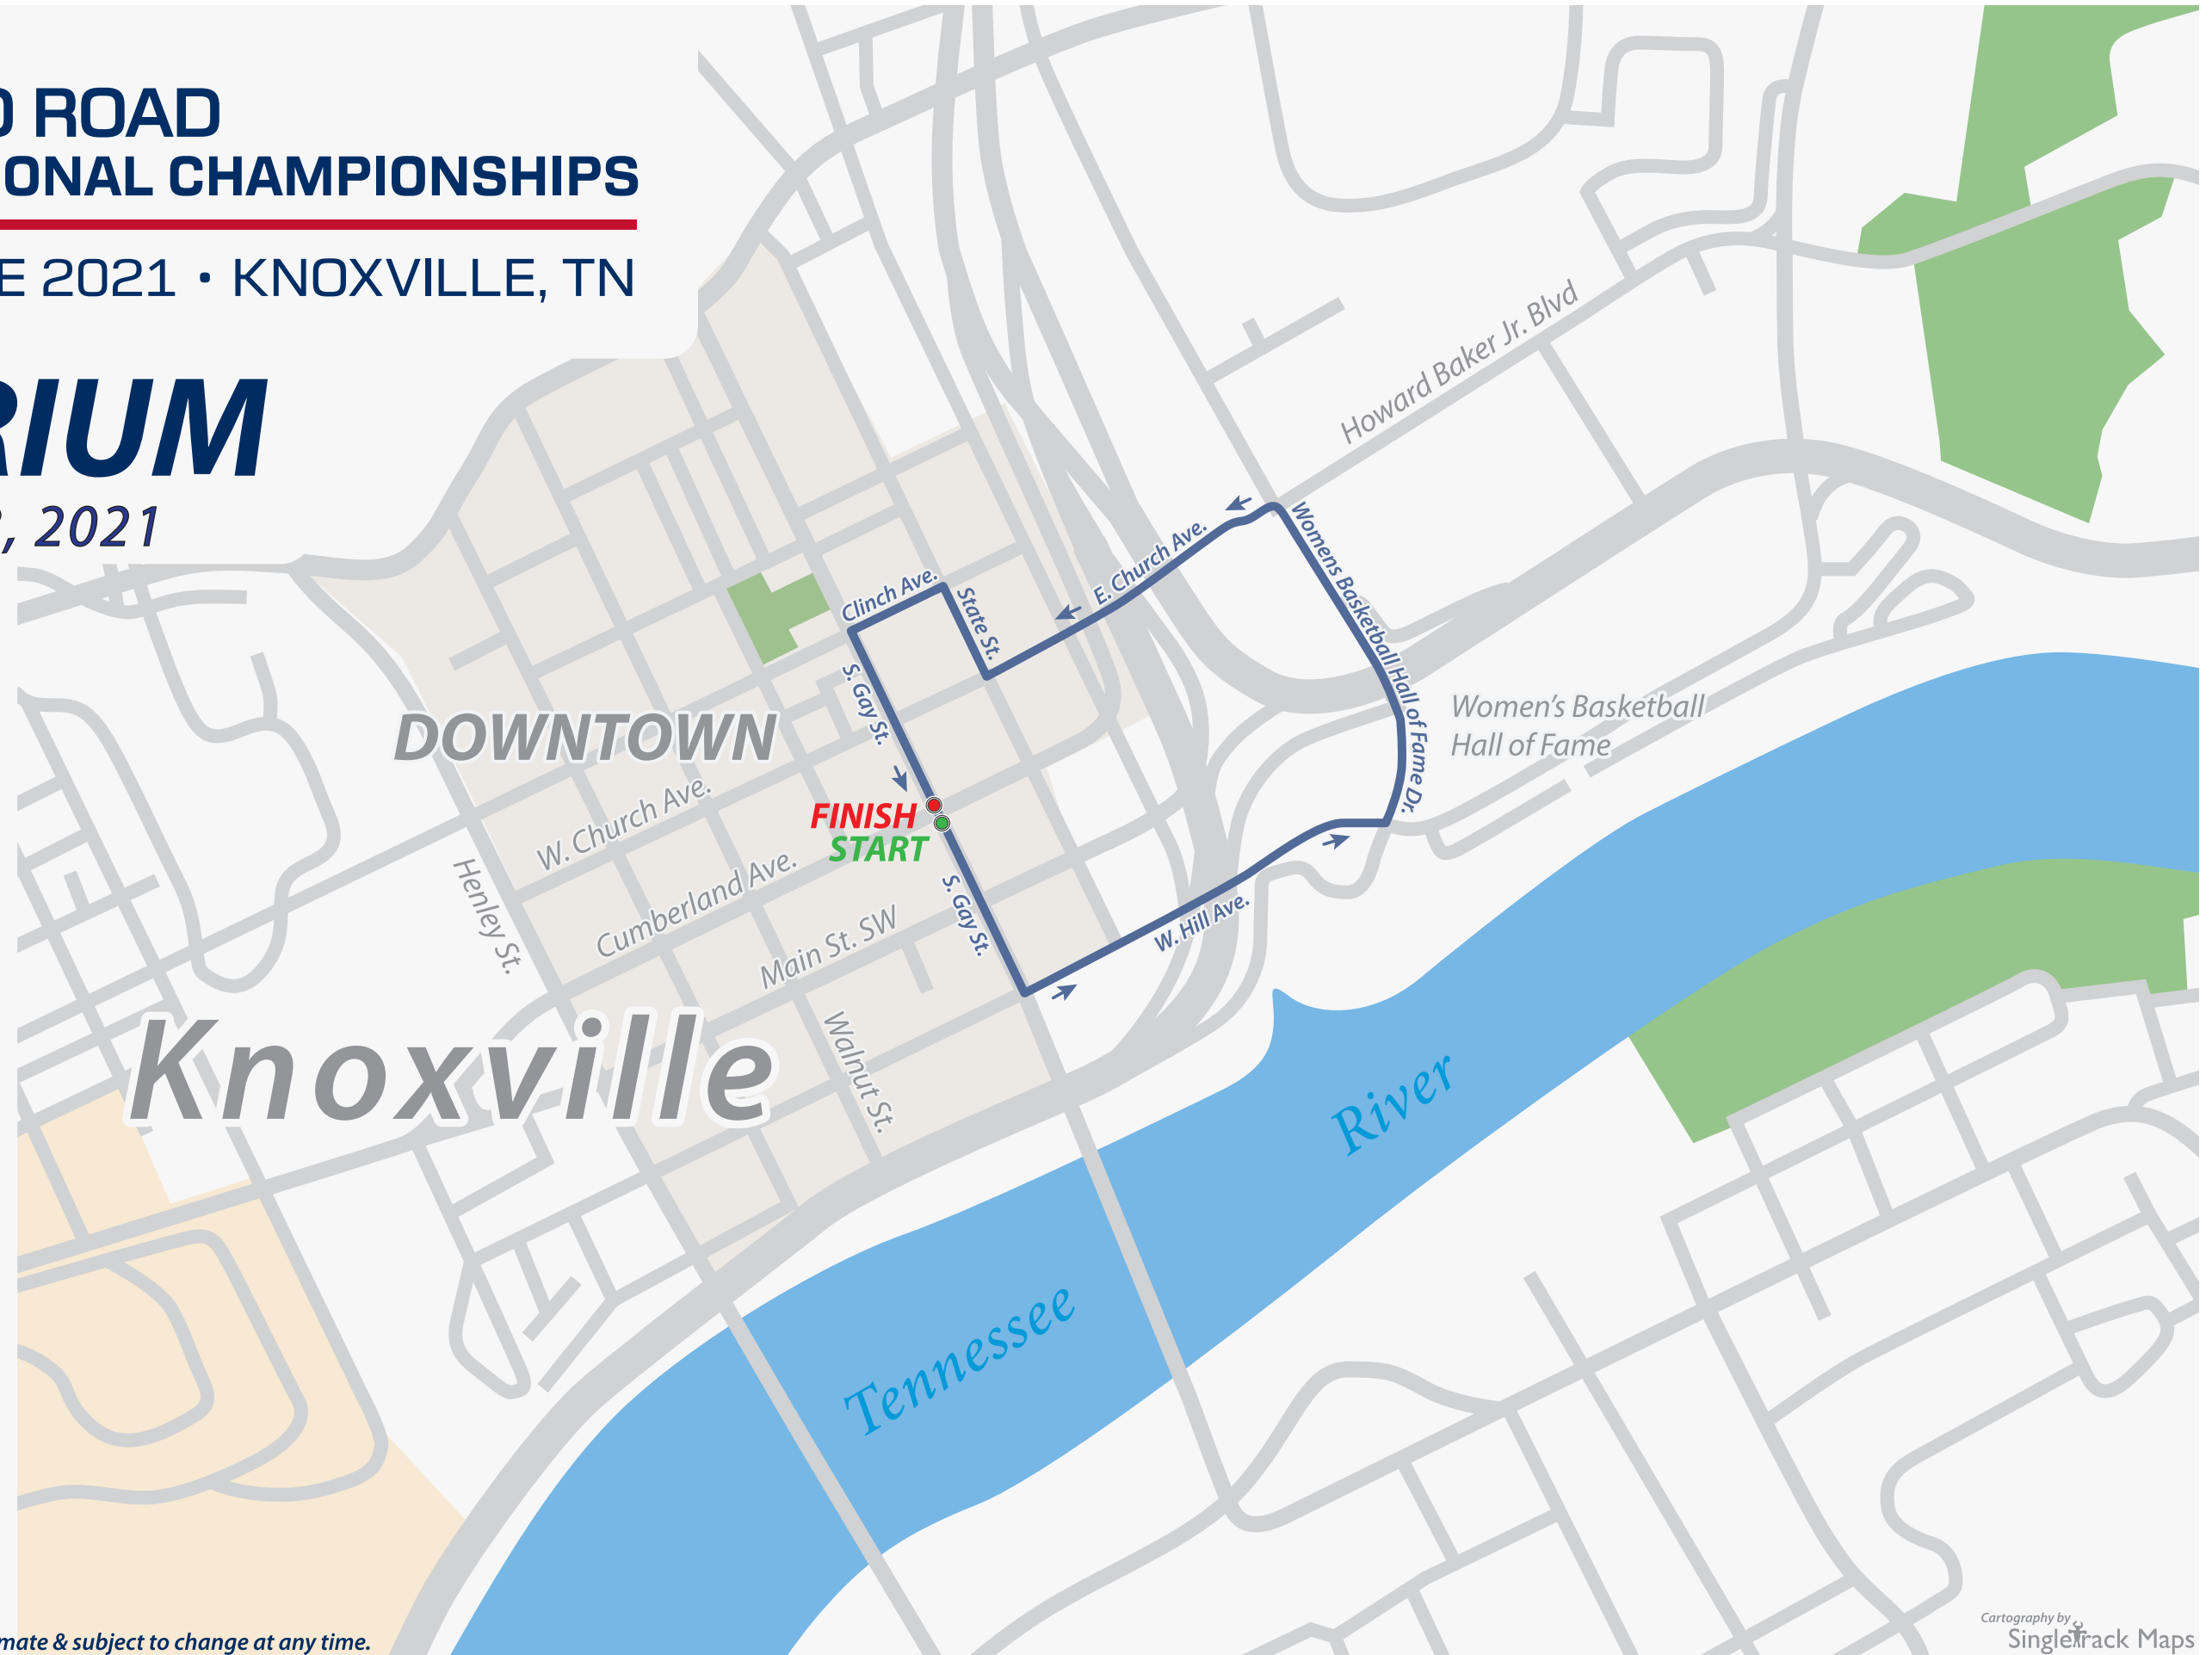 ROAD
ONAL CHAMPIONSHIPS
E 2021 • KNOXVILLE, TN
RIUM
, 2021
Howard Baker Jr. Blvd
Womens Basketball Hall of Fame Dr.
E. Church Ave.
Clinch Ave.
State St.
S. Gay St.
Women's Basketball
Hall of Fame
DOWNTOWN
W. Church Ave.
FINISH
START
Cumberland Ave.
Henley St.
S. Gay St.
W. Hill Ave.
Main St. SW
Knoxville
Walnut St.
River
Tennessee
mate & subject to change at any time.
Cartography by
SingleTrack Maps